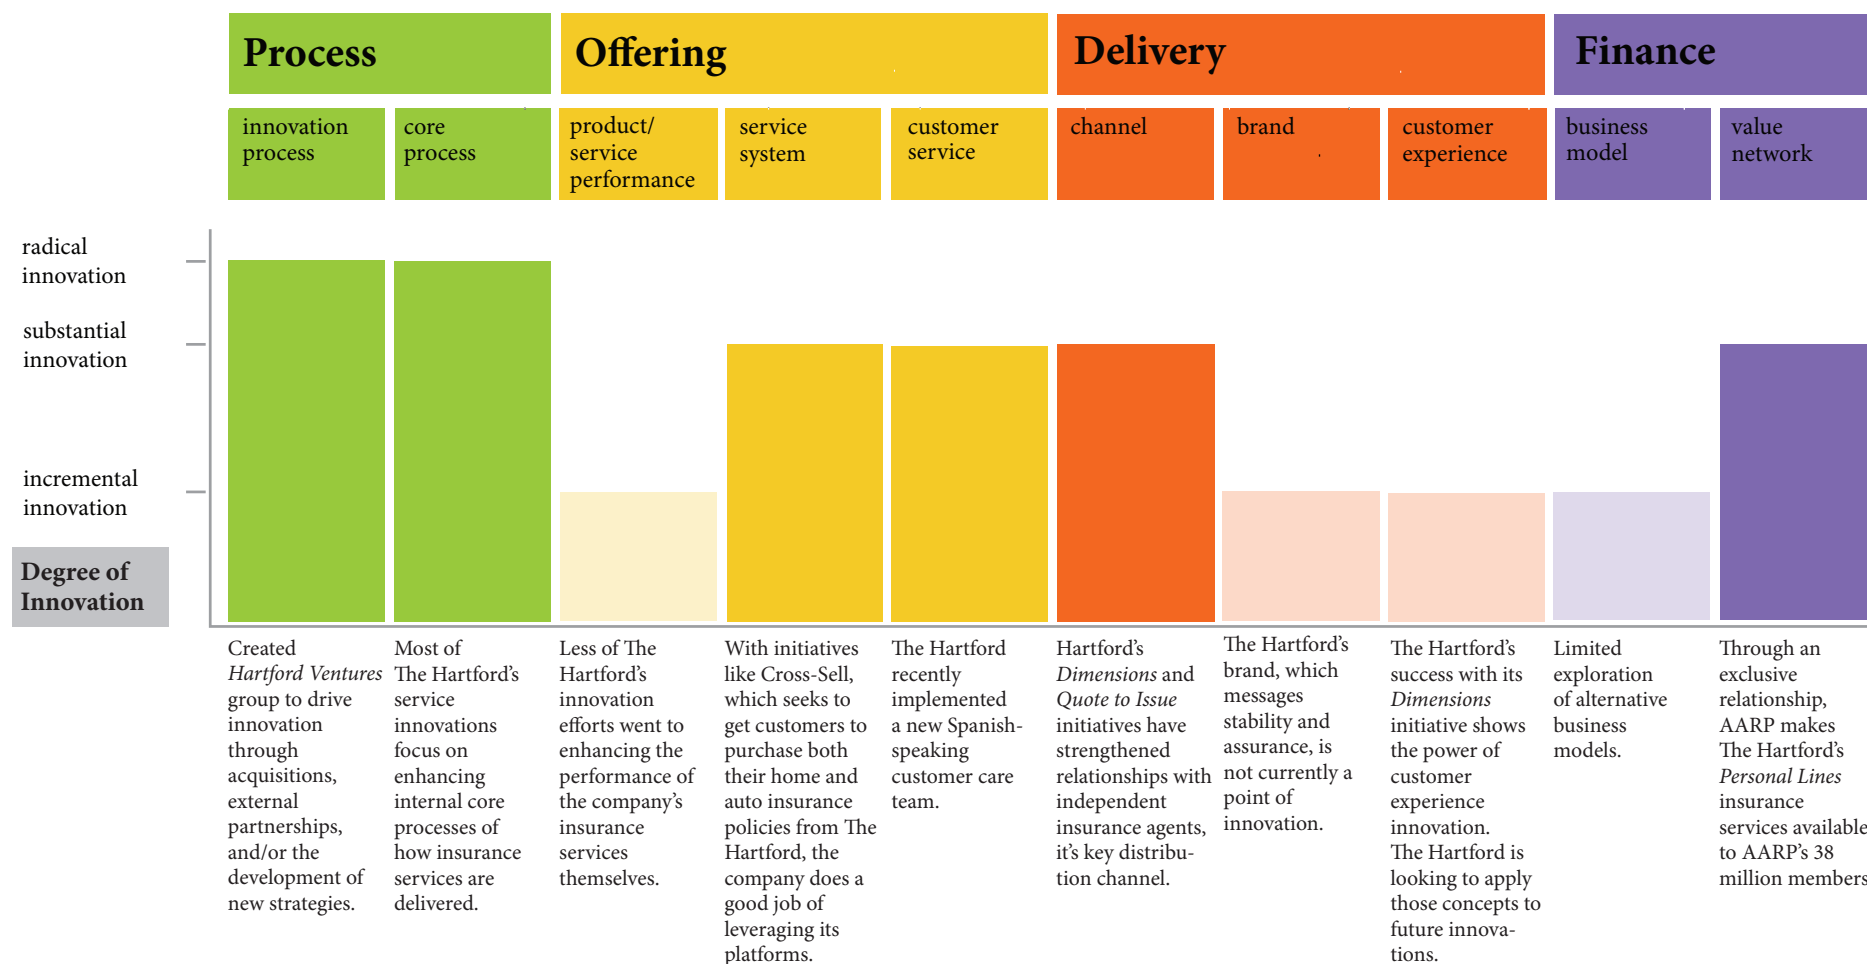 Process
Offering
Delivery
Finance
innovation
process
core
process
product/
service
performance
service
system
customer
service
channel
brand
customer
experience
business
model
value
network
radical
innovation
substantial
innovation
incremental
innovation
Degree of
Innovation
Created
Hartford Ventures
group to drive
innovation
through
acquisitions,
external
partnerships,
and/or the
development of
new strategies.
Most of
The Hartford's
service
innovations
focus on
enhancing
internal core
processes of
how insurance
services are
delivered.
Less of The
Hartford's
innovation
efforts went to
enhancing the
performance of
the company's
insurance
services
themselves.
With initiatives
like Cross-Sell,
which seeks to
get customers to
purchase both
their home and
auto insurance
policies from The
Hartford, the
company does a
good job of
leveraging its
platforms.
The Hartford
recently
implemented
a new Spanish-
speaking
customer care
team.
Hartford's
Dimensions and
Quote to Issue
initiatives have
strengthened
relationships with
independent
insurance agents,
it's key distribu-
tion channel.
The Hartford's
brand, which
messages
stability and
assurance, is
not currently a
point of
innovation.
The Hartford's
success with its
Dimensions
initiative shows
the power of
customer
experience
innovation.
The Hartford is
looking to apply
those concepts to
future innova-
tions.
Limited
exploration
of alternative
business
models.
Through an
exclusive
relationship,
AARP makes
The Hartford's
Personal Lines
insurance
services available
to AARP's 38
million members